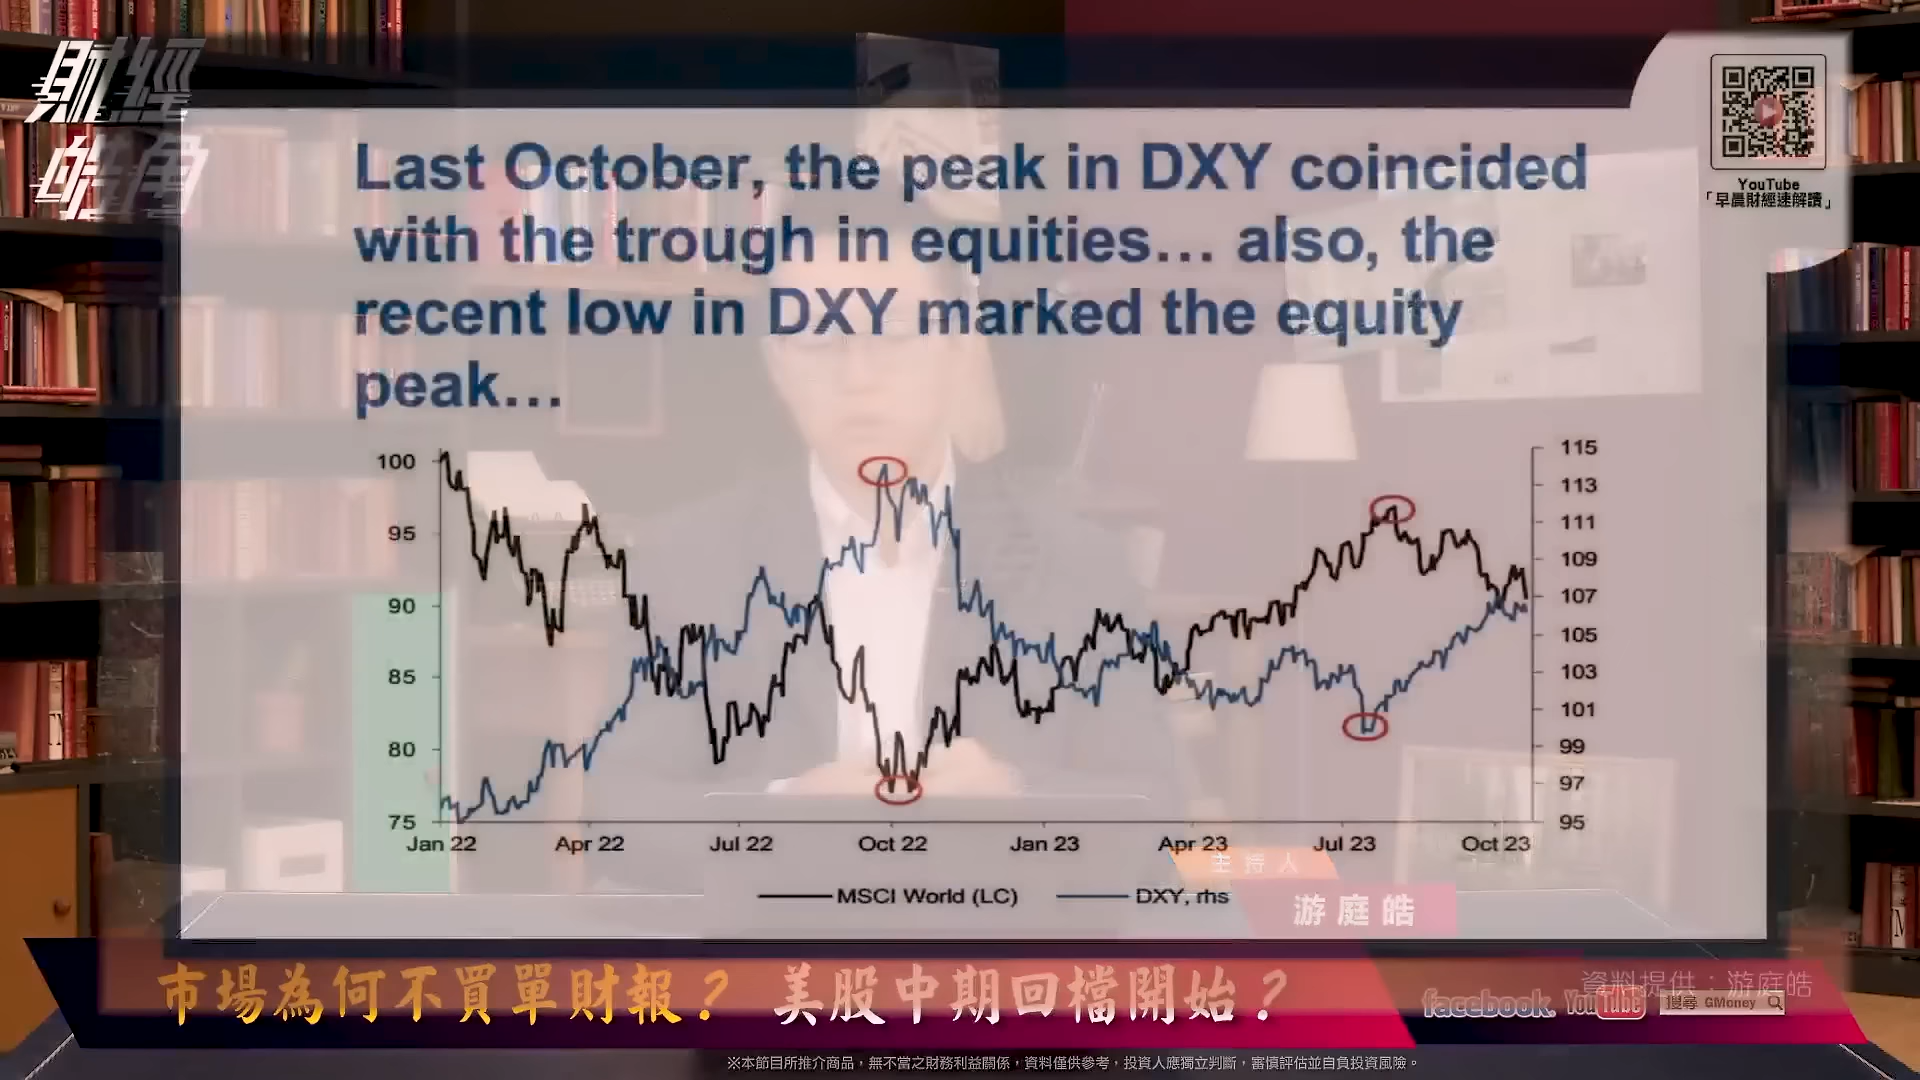 財經
皓角
YouTube
「早晨財經速解讀」
Last October, the peak in DXY coincided
with the trough in equities... also, the
recent low in DXY marked the equity
peak...
100
95
90
85
80
75
115
113
111
109
107
105
103
101
99
97
95
Jan 22 Apr 22 Jul 22 Oct 22 Jan 23 Apr 23 Jul 23 Oct 23
MSCI World (LC) DXY, rhs
主持人
游庭皓
市場為何不買單財報? 美股中期回檔開始?
資料提供:游庭皓
facebook. YouTube 搜尋 GMoney
※本節目所推介商品,無不當之財務利益關係,資料僅供參考,投資人應獨立判斷,審慎評估並自負投資風險。